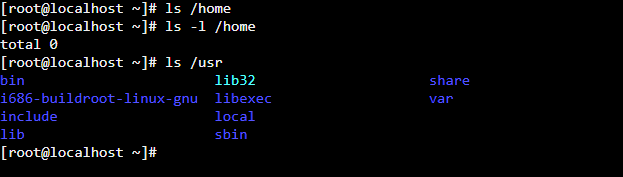 [root@localhost ~]# ls /home
[root@localhost ~]# ls -l /home
total 0
[root@localhost ~]# ls /usr
bin                      lib32                    share
i686-buildroot-linux-gnu libexec                  var
include                  local
lib                      sbin
[root@localhost ~]#